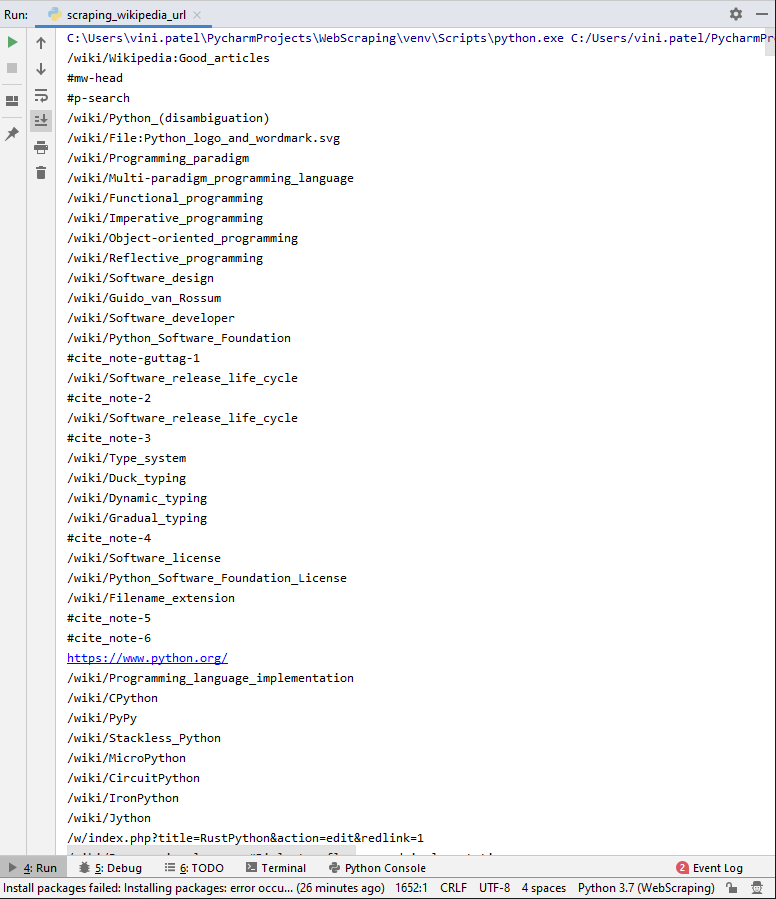 Run: scraping_wikipedia_url
C:\Users\vini.patel\PycharmProjects\WebScraping\venv\Scripts\python.exe C:/Users/vini.patel/PycharmPro
/wiki/Wikipedia:Good_articles
#mw-head
#p-search
/wiki/Python_(disambiguation)
/wiki/File:Python_logo_and_wordmark.svg
/wiki/Programming_paradigm
/wiki/Multi-paradigm_programming_language
/wiki/Functional_programming
/wiki/Imperative_programming
/wiki/Object-oriented_programming
/wiki/Reflective_programming
/wiki/Software_design
/wiki/Guido_van_Rossum
/wiki/Software_developer
/wiki/Python_Software_Foundation
#cite_note-guttag-1
/wiki/Software_release_life_cycle
#cite_note-2
/wiki/Software_release_life_cycle
#cite_note-3
/wiki/Type_system
/wiki/Duck_typing
/wiki/Dynamic_typing
/wiki/Gradual_typing
#cite_note-4
/wiki/Software_license
/wiki/Python_Software_Foundation_License
/wiki/Filename_extension
#cite_note-5
#cite_note-6
https://www.python.org/
/wiki/Programming_language_implementation
/wiki/CPython
/wiki/PyPy
/wiki/Stackless_Python
/wiki/MicroPython
/wiki/CircuitPython
/wiki/IronPython
/wiki/Jython
/w/index.php?title=RustPython&action=edit&redlink=1
4: Run 5: Debug 6: TODO Terminal Python Console 2 Event Log
Install packages failed: Installing packages: error occu... (26 minutes ago) 1652:1 CRLF UTF-8 4 spaces Python 3.7 (WebScraping)